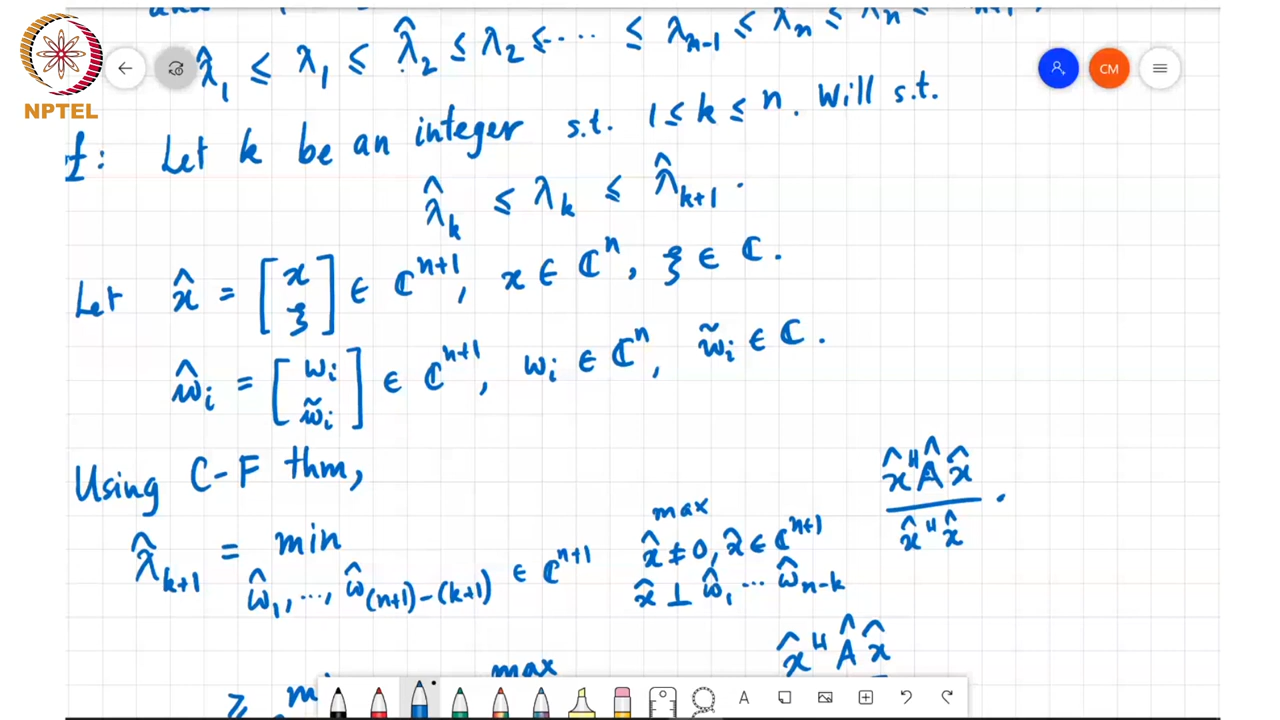 λ̂₁ ≤ λ₁ ≤ λ̂₂ ≤ λ₂ ≤ ⋯ ≤ λₙ₋₁ ≤ λₙ ≤
NPTEL
f: Let k be an integer s.t. 1 ≤ k ≤ n. Will s.t.
λ̂ₖ ≤ λₖ ≤ λ̂ₖ₊₁.
Let x̂ = [x ξ] ∈ ℂⁿ⁺¹, x ∈ ℂⁿ, ξ ∈ ℂ.
ŵᵢ = [wᵢ w̃ᵢ] ∈ ℂⁿ⁺¹, wᵢ ∈ ℂⁿ, w̃ᵢ ∈ ℂ.
Using C-F thm,
λ̂ₖ₊₁ = min ŵ₁, ..., ŵ₍ₙ₊₁₎₋₍ₖ₊₁₎ ∈ ℂⁿ⁺¹ max x̂ ≠ 0, x̂ ∈ ℂⁿ⁺¹ x̂ ⊥ ŵ₁ ... ŵₙ₋ₖ x̂ᴴÂx̂ / x̂ᴴx̂.
≥ max x̂ᴴÂx̂